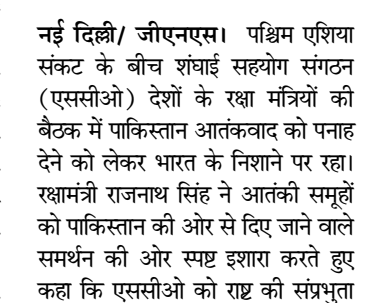 नई दिल्ली/ जीएनएस। पश्चिम एशिया
संकट के बीच शंघाई सहयोग संगठन
(एससीओ) देशों के रक्षा मंत्रियों की
बैठक में पाकिस्तान आतंकवाद को पनाह
देने को लेकर भारत के निशाने पर रहा।
रक्षामंत्री राजनाथ सिंह ने आतंकी समूहों
को पाकिस्तान की ओर से दिए जाने वाले
समर्थन की ओर स्पष्ट इशारा करते हुए
कहा कि एससीओ को राष्ट्र की संप्रभुता